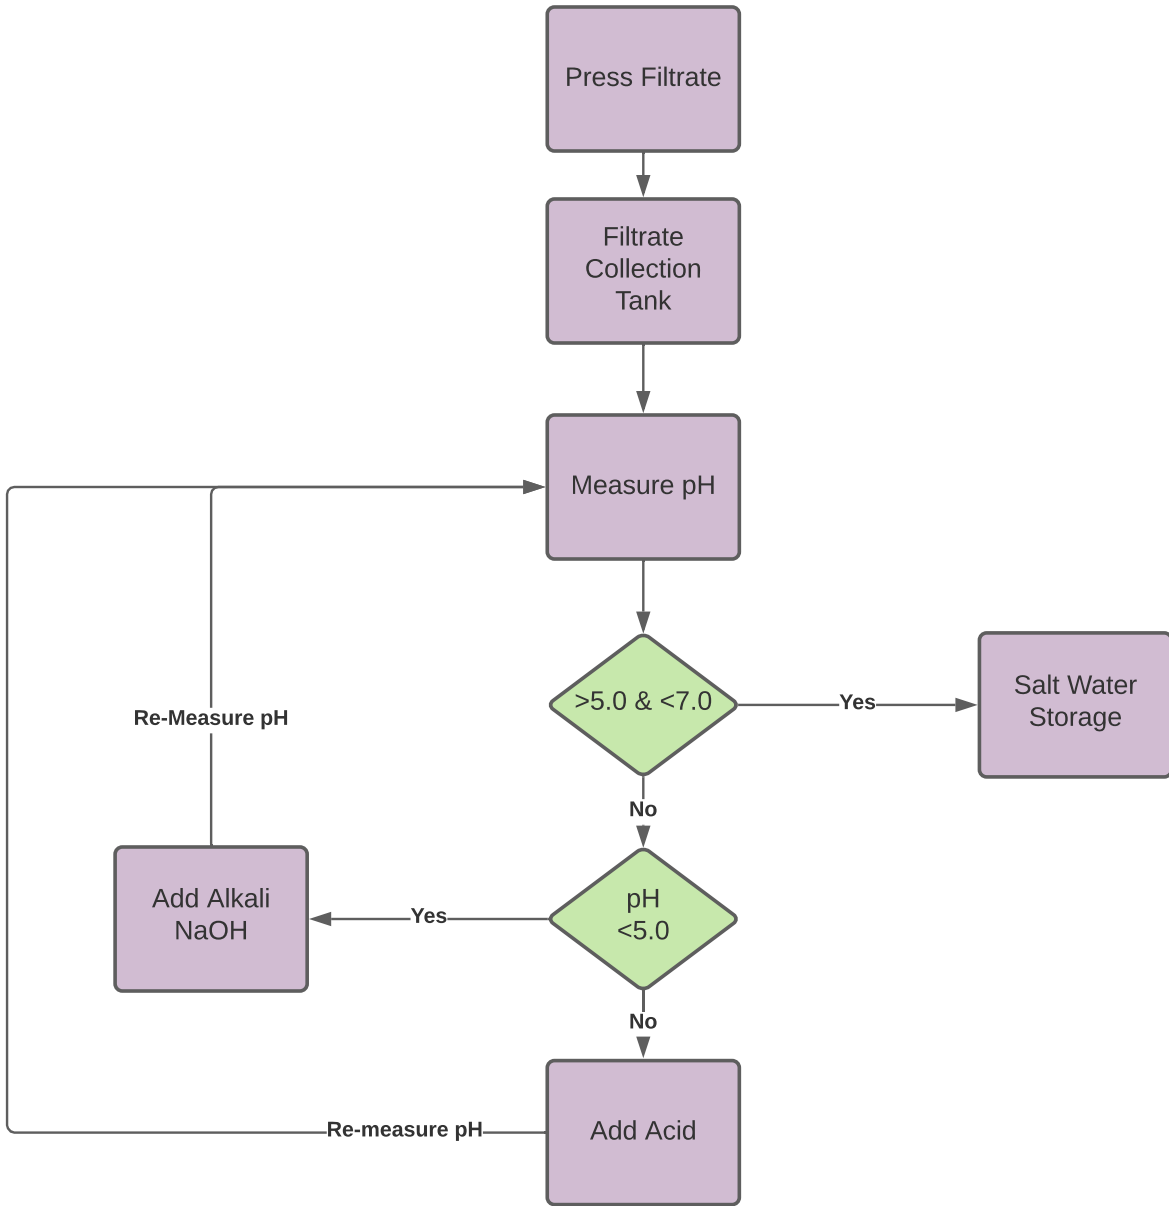 Press Filtrate
Filtrate
Collection
Tank
Measure pH
>5.0 & <7.0
Yes
Salt Water
Storage
Re-Measure pH
No
Add Alkali
NaOH
Yes
pH
<5.0
No
Re-measure pH
Add Acid